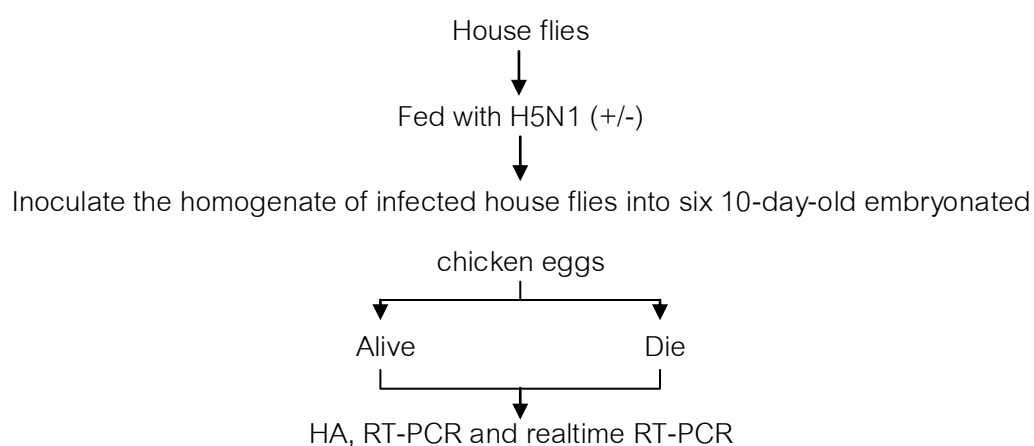 House flies
Fed with H5N1 (+/-)
Inoculate the homogenate of infected house flies into six 10-day-old embryonated
chicken eggs
Alive
Die
HA, RT-PCR and realtime RT-PCR